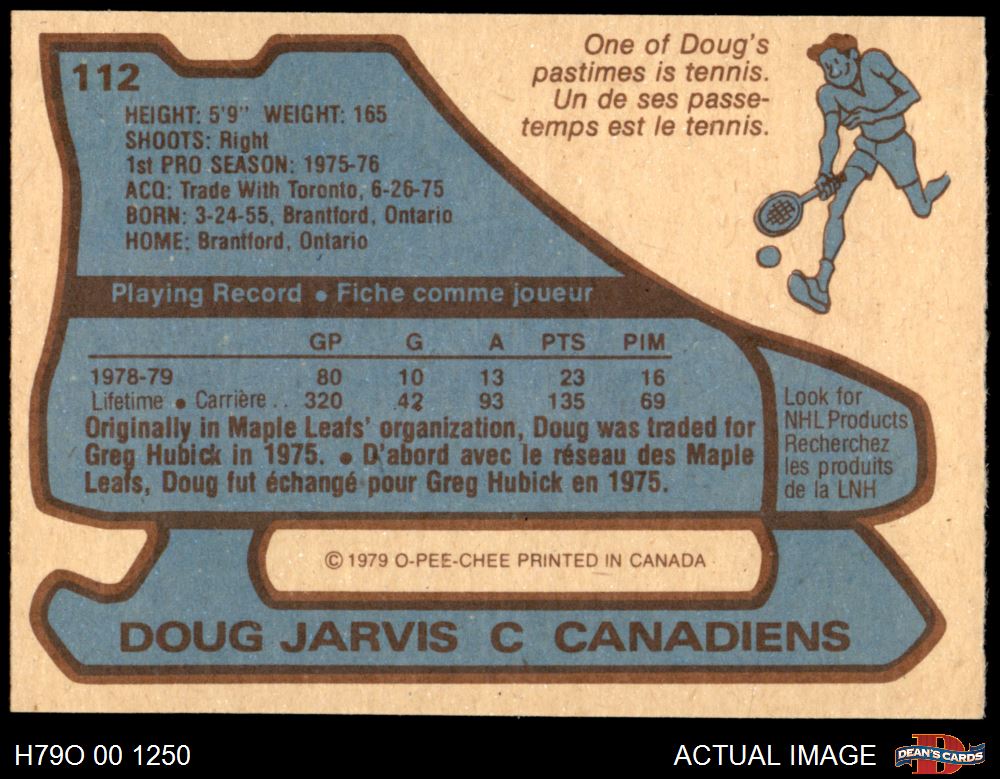 112
HEIGHT: 5'9" WEIGHT: 165
SHOOTS: Right
1st PRO SEASON: 1975-76
ACQ: Trade With Toronto, 6-26-75
BORN: 3-24-55, Brantford, Ontario
HOME: Brantford, Ontario
One of Doug's
pastimes is tennis.
Un de ses passe-
temps est le tennis.
Playing Record • Fiche comme joueur
GP G A PTS PIM
1978-79 80 10 13 23 16
Lifetime • Carrière .. 320 42 93 135 69
Originally in Maple Leafs' organization, Doug was traded for
Greg Hubick in 1975. • D'abord avec le réseau des Maple
Leafs, Doug fut échangé pour Greg Hubick en 1975.
Look for
NHL Products
Recherchez
les produits
de la LNH
© 1979 O-PEE-CHEE PRINTED IN CANADA
DOUG JARVIS C CANADIENS
H79O 00 1250
ACTUAL IMAGE
D
DEAN'S CARDS